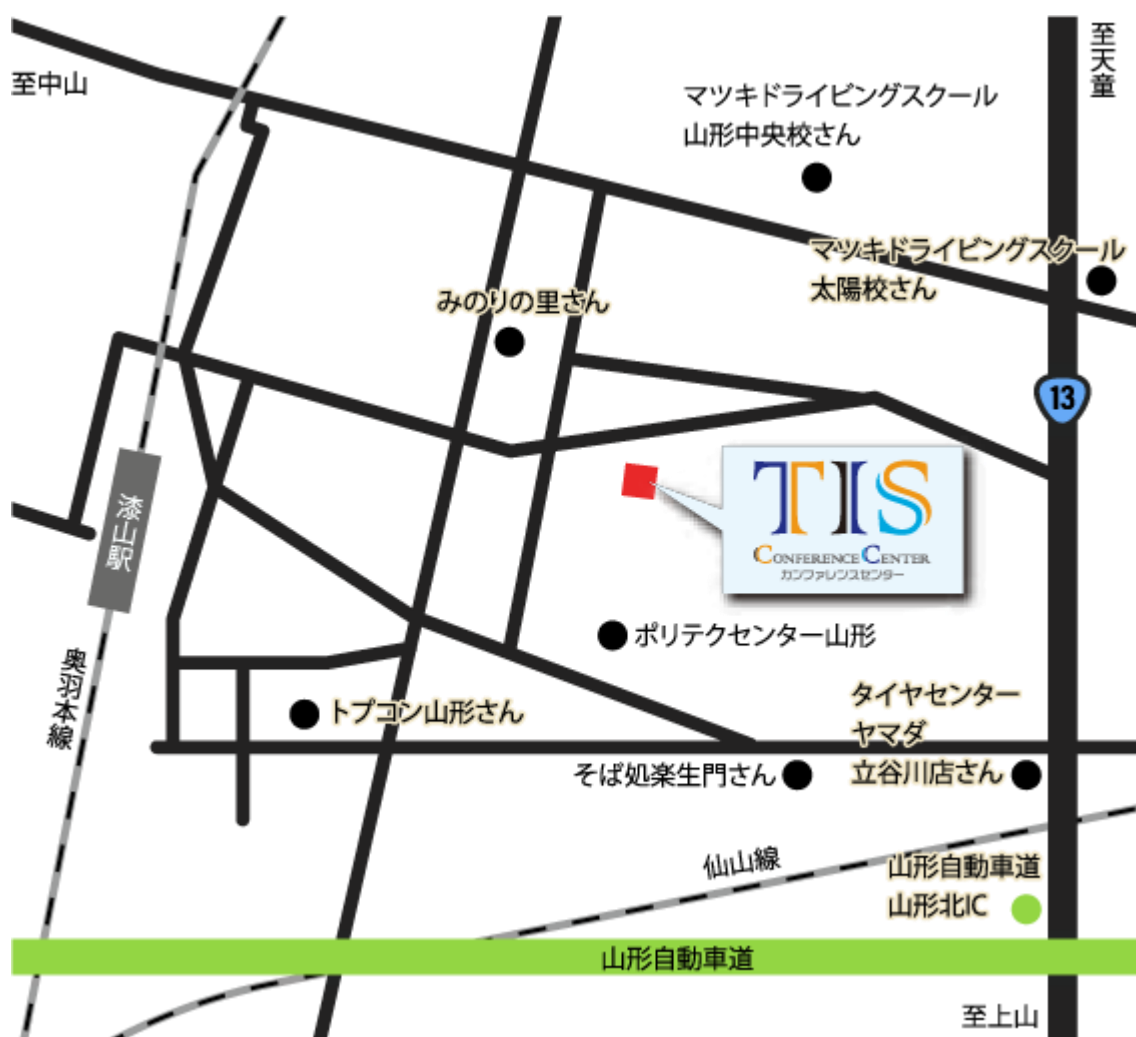 至天童
至中山
マツキドライビングスクール
山形中央校さん
マツキドライビングスクール
太陽校さん
みのりの里さん
13
TIS
CONFERENCE CENTER
カンファレンスセンター
漆山駅
ポリテクセンター山形
奥羽本線
トプコン山形さん
タイヤセンター
ヤマダ
立谷川店さん
そば処楽生門さん
仙山線
山形自動車道
山形北IC
山形自動車道
至上山